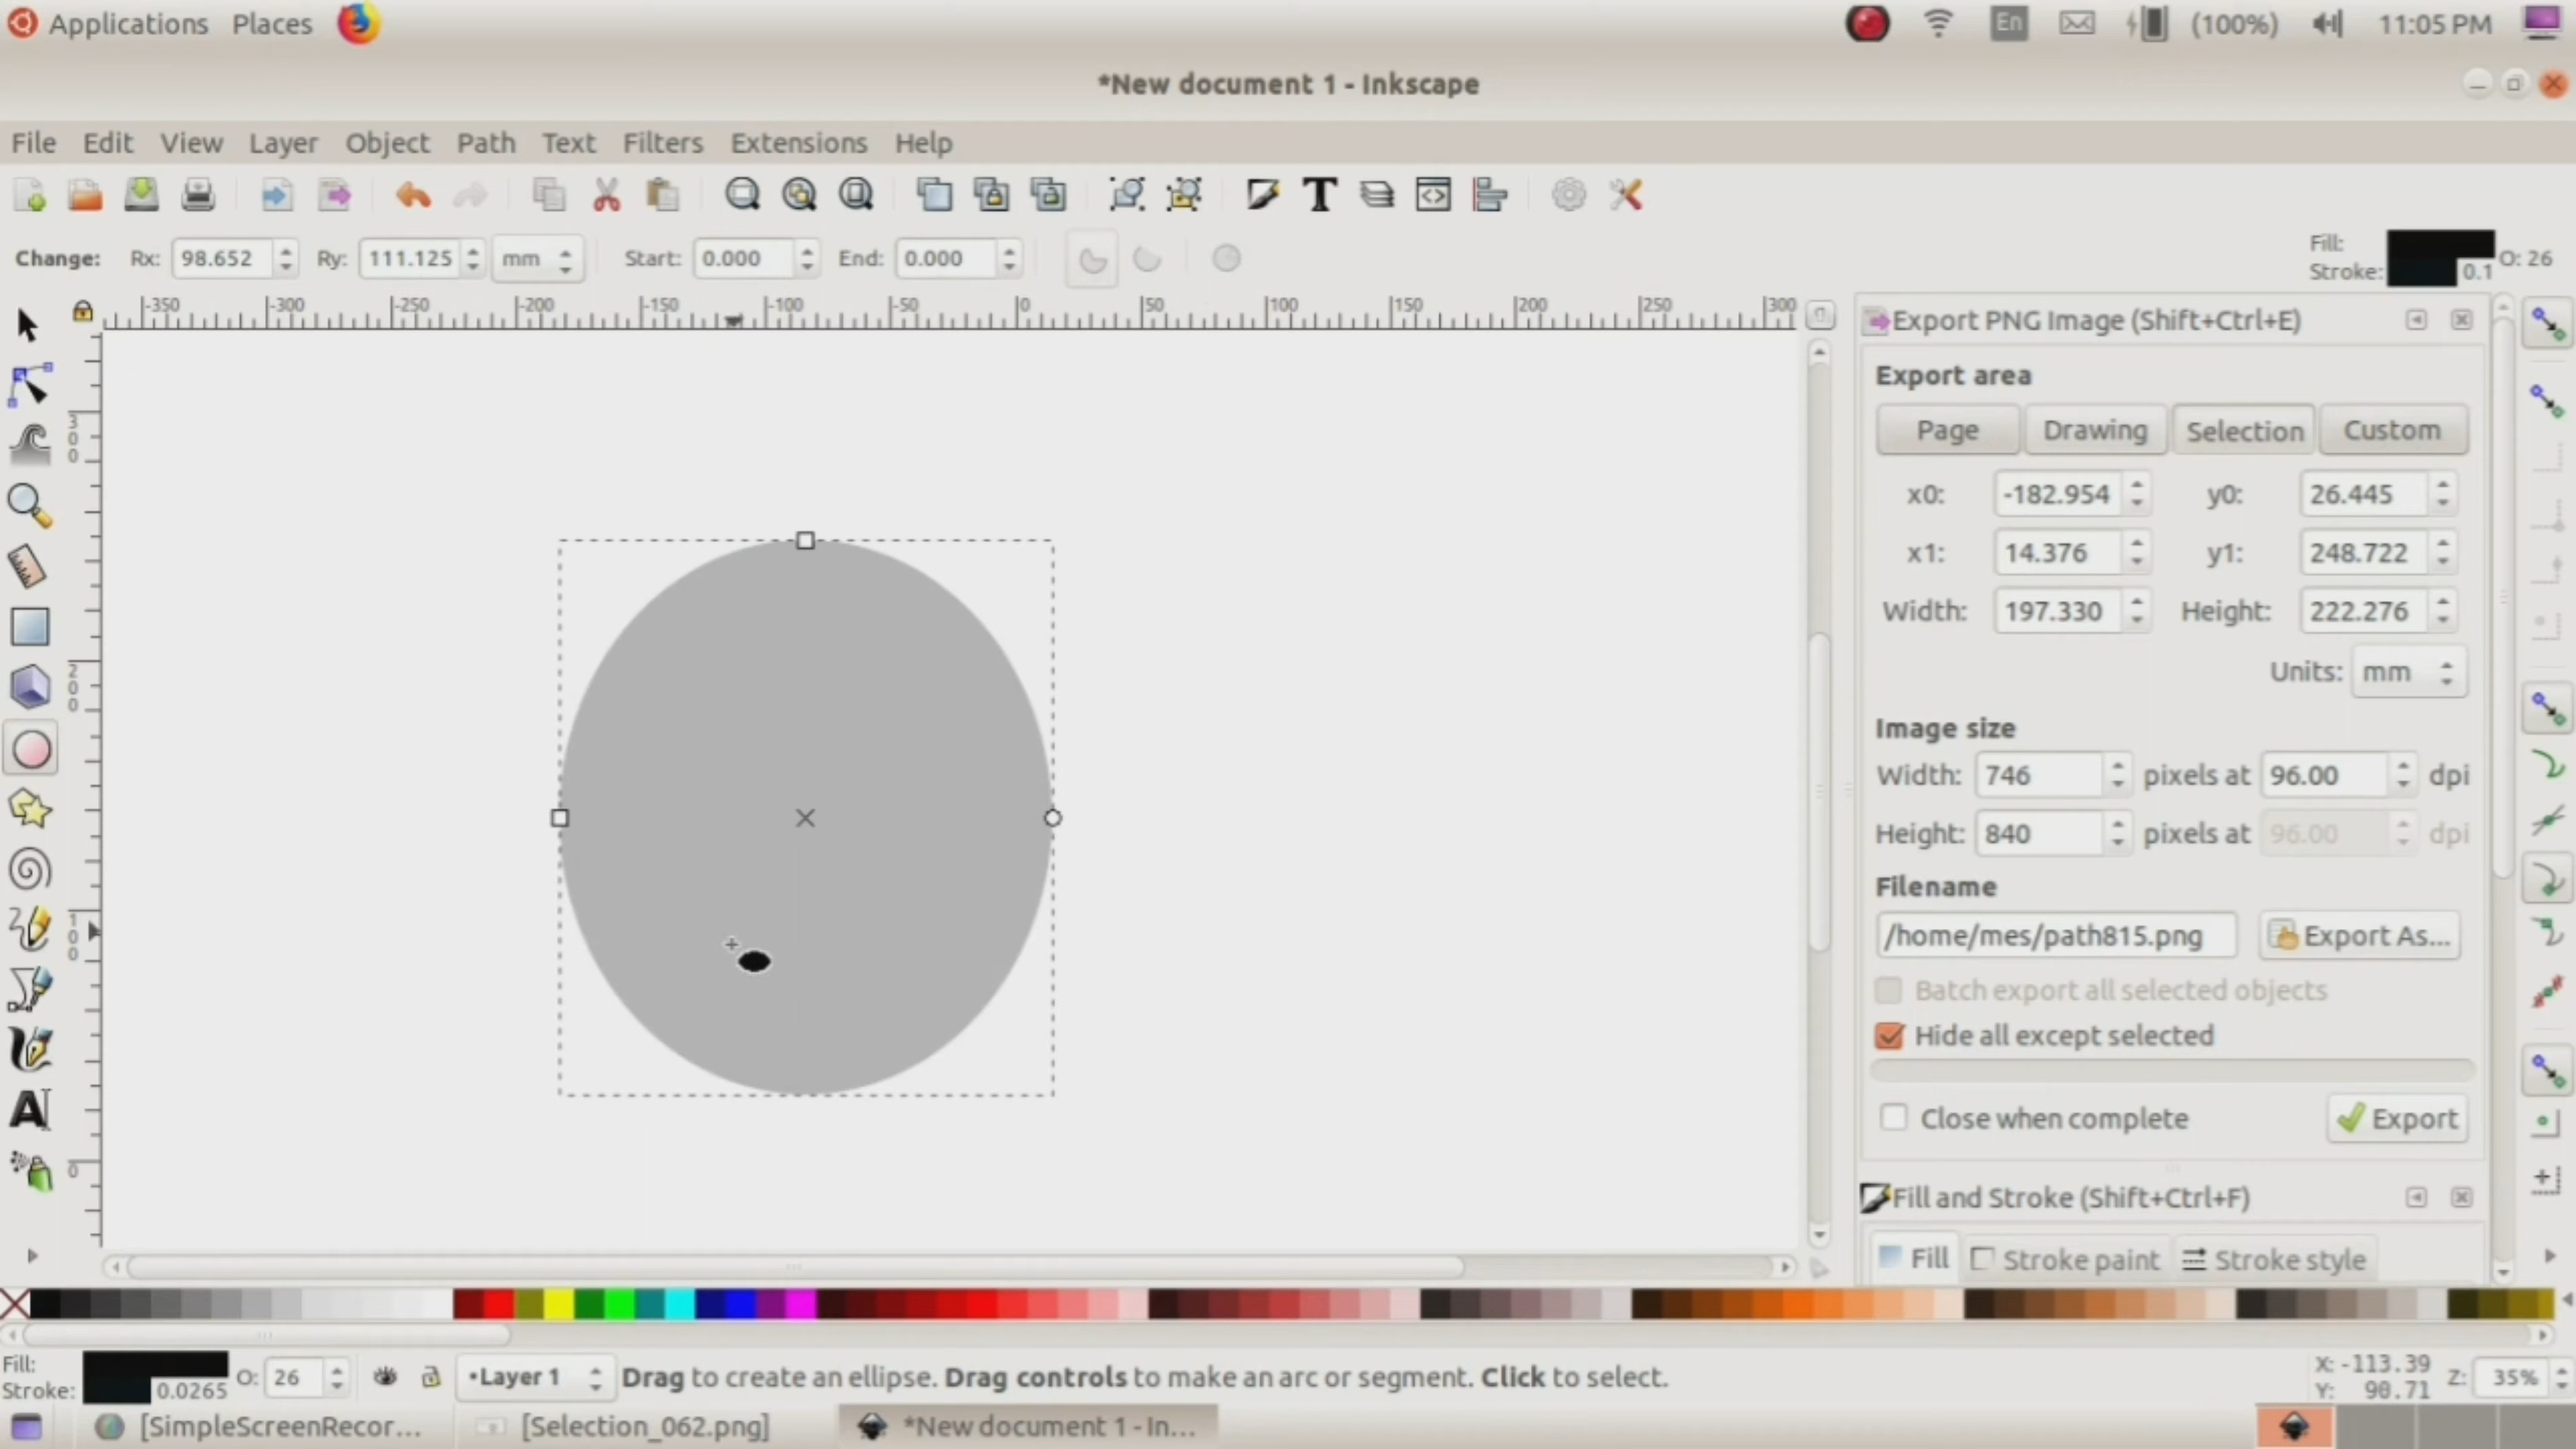 Applications Places En (100%) 11:05 PM
*New document 1 - Inkscape
File Edit View Layer Object Path Text Filters Extensions Help
Change: Rx: 98.652 Ry: 111.125 mm Start: 0.000 End: 0.000
Fill:
Stroke: 0.1 O: 26
-350 -300 -250 -200 -150 -100 -50 0 50 100 150 200 250 300
300
200
100
0
Export PNG Image (Shift+Ctrl+E)
Export area
Page Drawing Selection Custom
x0: -182.954 y0: 26.445
x1: 14.376 y1: 248.722
Width: 197.330 Height: 222.276
Units: mm
Image size
Width: 746 pixels at 96.00 dpi
Height: 840 pixels at 96.00 dpi
Filename
/home/mes/path815.png Export As...
Batch export all selected objects
Hide all except selected
Close when complete Export
Fill and Stroke (Shift+Ctrl+F)
Fill Stroke paint Stroke style
Fill:
Stroke: 0.0265 O: 26 •Layer 1 Drag to create an ellipse. Drag controls to make an arc or segment. Click to select.
X: -113.39
Y: 90.71
Z: 35%
[SimpleScreenRecor... [Selection_062.png] *New document 1 - In...